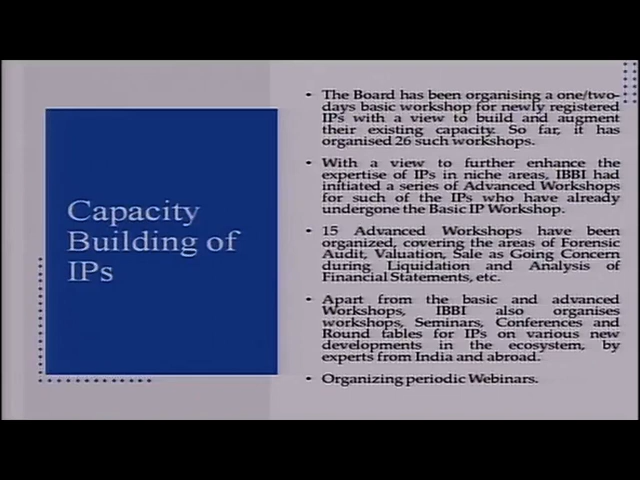 Capacity
Building of
IPs
• The Board has been organising a one/two-
days basic workshop for newly registered
IPs with a view to build and augment
their existing capacity. So far, it has
organised 26 such workshops.
• With a view to further enhance the
expertise of IPs in niche areas, IBBI had
initiated a series of Advanced Workshops
for such of the IPs who have already
undergone the Basic IP Workshop.
• 15 Advanced Workshops have been
organized, covering the areas of Forensic
Audit, Valuation, Sale as Going Concern
during Liquidation and Analysis of
Financial Statements, etc.
• Apart from the basic and advanced
Workshops, IBBI also organises
workshops, Seminars, Conferences and
Round tables for IPs on various new
developments in the ecosystem, by
experts from India and abroad.
• Organizing periodic Webinars.